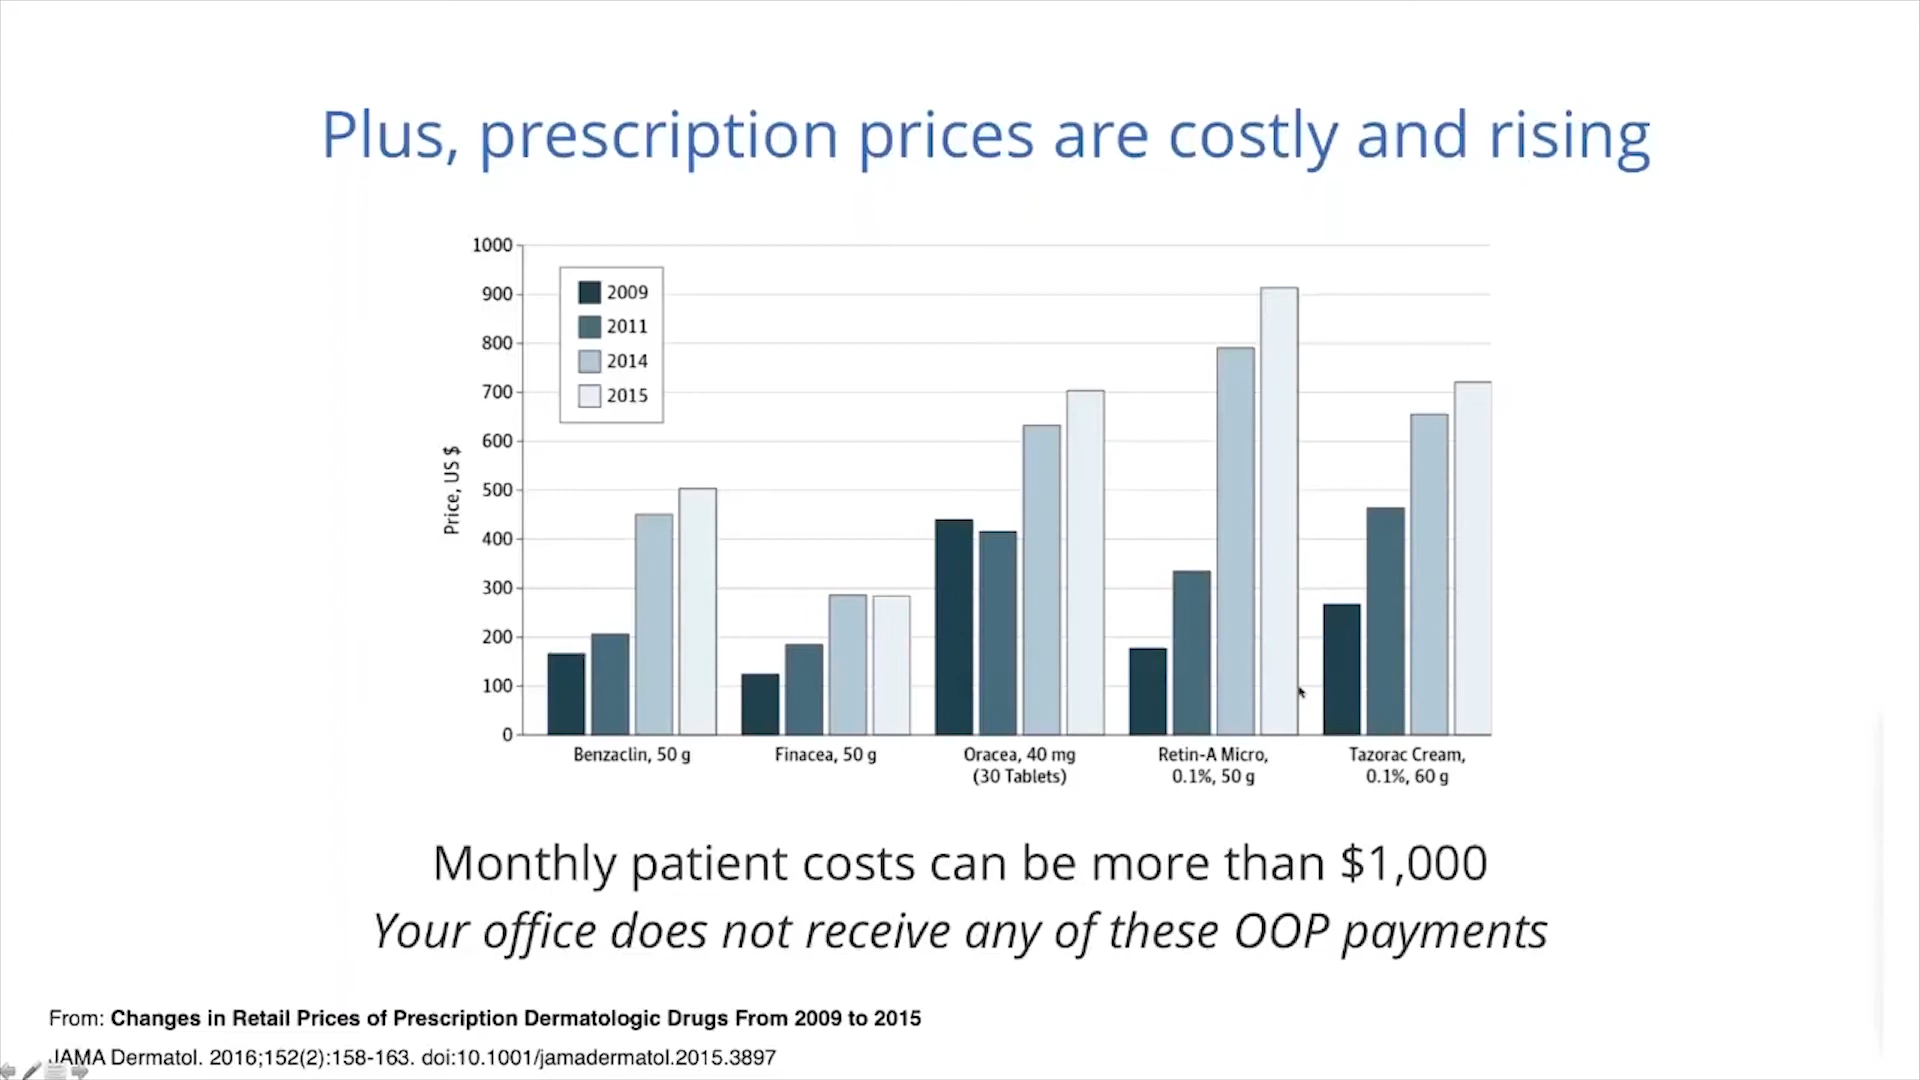 Plus, prescription prices are costly and rising
1000
900
800
700
600
500
400
300
200
100
0
Price, US $
2009
2011
2014
2015
Benzaclin, 50 g
Finacea, 50 g
Oracea, 40 mg
(30 Tablets)
Retin-A Micro,
0.1%, 50 g
Tazorac Cream,
0.1%, 60 g
Monthly patient costs can be more than $1,000
Your office does not receive any of these OOP payments
From: Changes in Retail Prices of Prescription Dermatologic Drugs From 2009 to 2015
JAMA Dermatol. 2016;152(2):158-163. doi:10.1001/jamadermatol.2015.3897